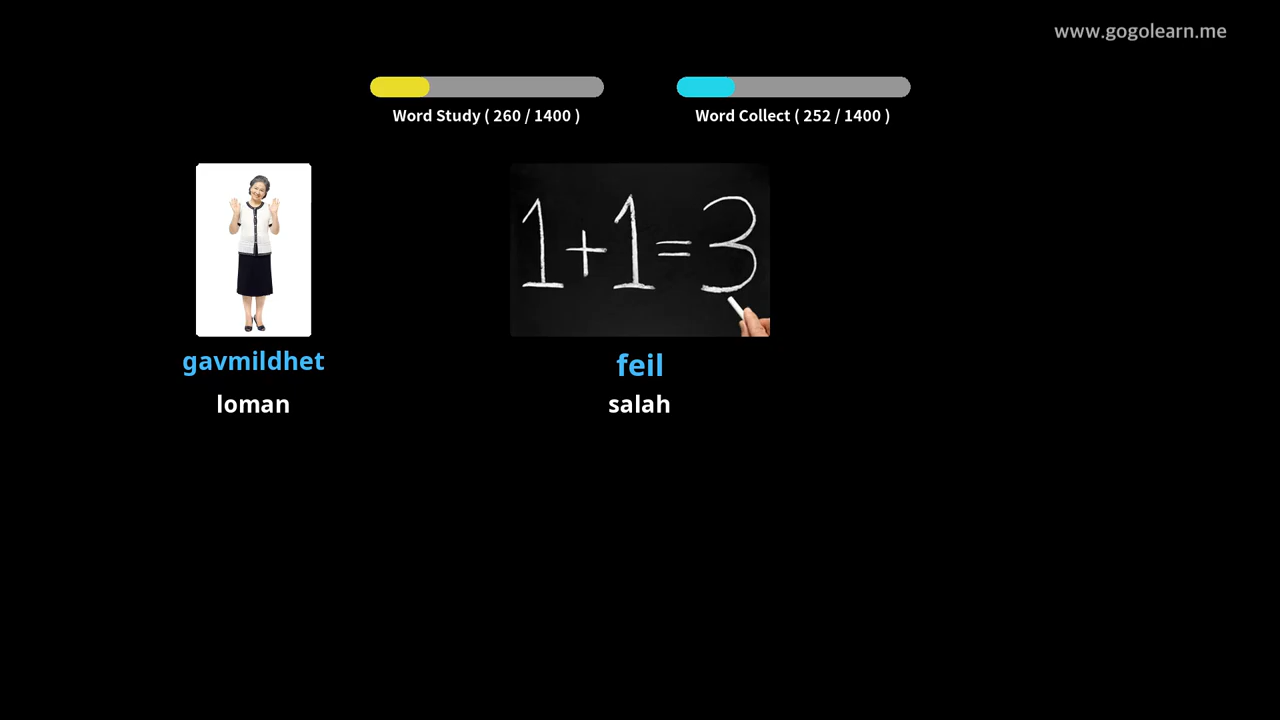 www.gogolearn.me
Word Study ( 260 / 1400 )
Word Collect ( 252 / 1400 )
1+1=3
gavmildhet
feil
loman
salah